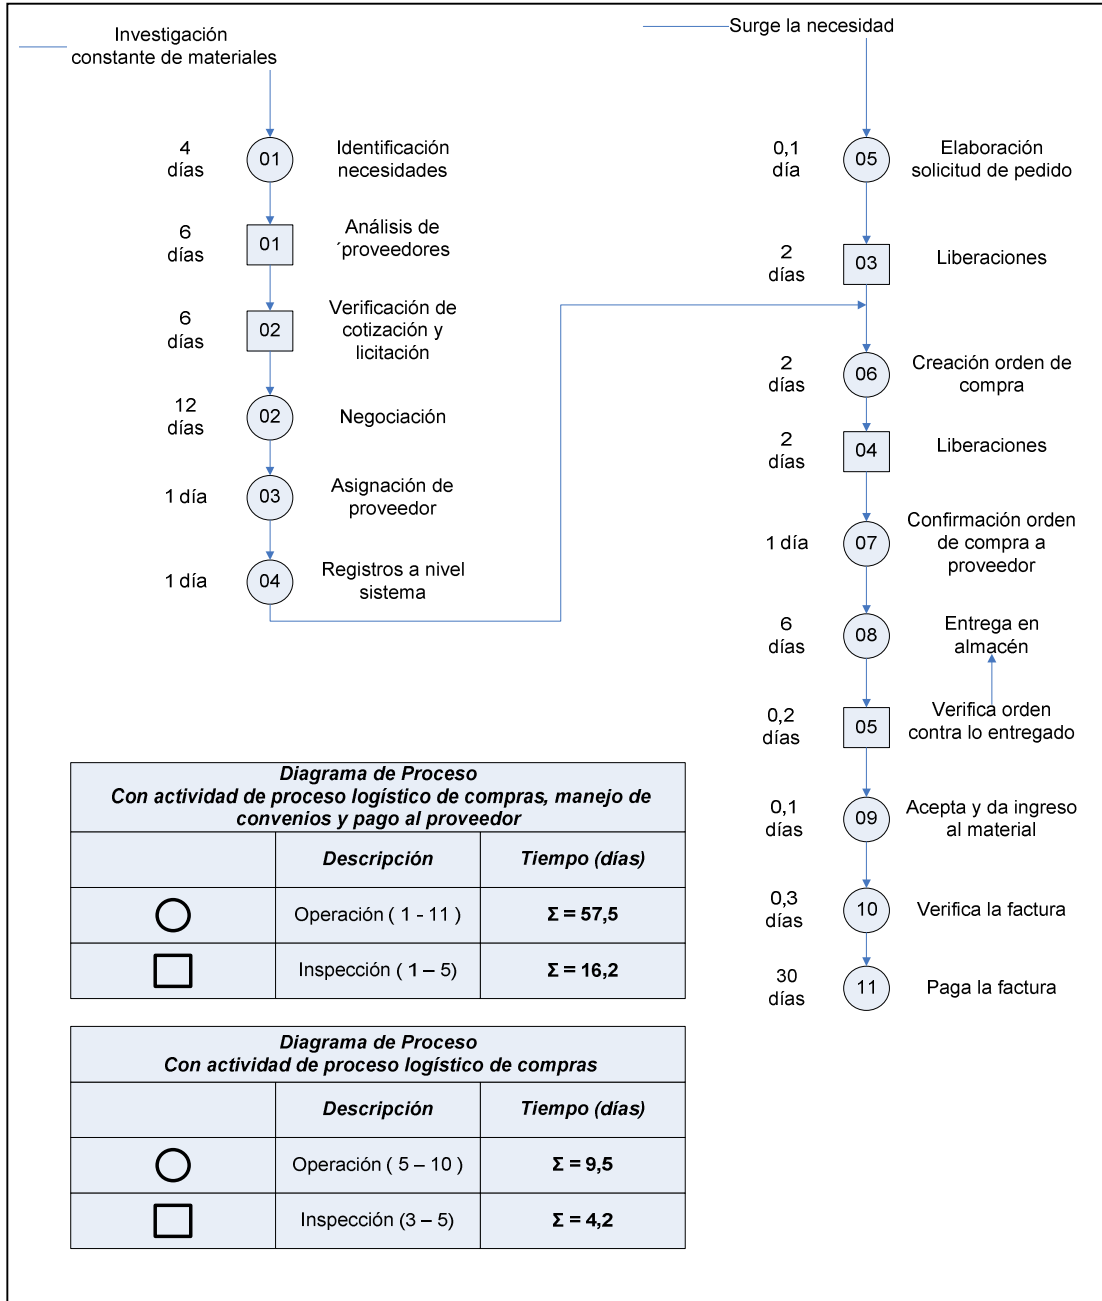 Investigación
constante de materiales
4
días
01
Identificación
necesidades
6
días
01
Análisis de
´proveedores
6
días
02
Verificación de
cotización y
licitación
12
días
02
Negociación
1 día
03
Asignación de
proveedor
1 día
04
Registros a nivel
sistema
Surge la necesidad
0,1
día
05
Elaboración
solicitud de pedido
2
días
03
Liberaciones
2
días
06
Creación orden de
compra
2
días
04
Liberaciones
1 día
07
Confirmación orden
de compra a
proveedor
6
días
08
Entrega en
almacén
0,2
días
05
Verifica orden
contra lo entregado
0,1
días
09
Acepta y da ingreso
al material
0,3
días
10
Verifica la factura
30
días
11
Paga la factura
Diagrama de Proceso
Con actividad de proceso logístico de compras, manejo de
convenios y pago al proveedor
Descripción Tiempo (días)
Operación ( 1 - 11 ) Σ = 57,5
Inspección ( 1 – 5) Σ = 16,2
Diagrama de Proceso
Con actividad de proceso logístico de compras
Descripción Tiempo (días)
Operación ( 5 – 10 ) Σ = 9,5
Inspección (3 – 5) Σ = 4,2